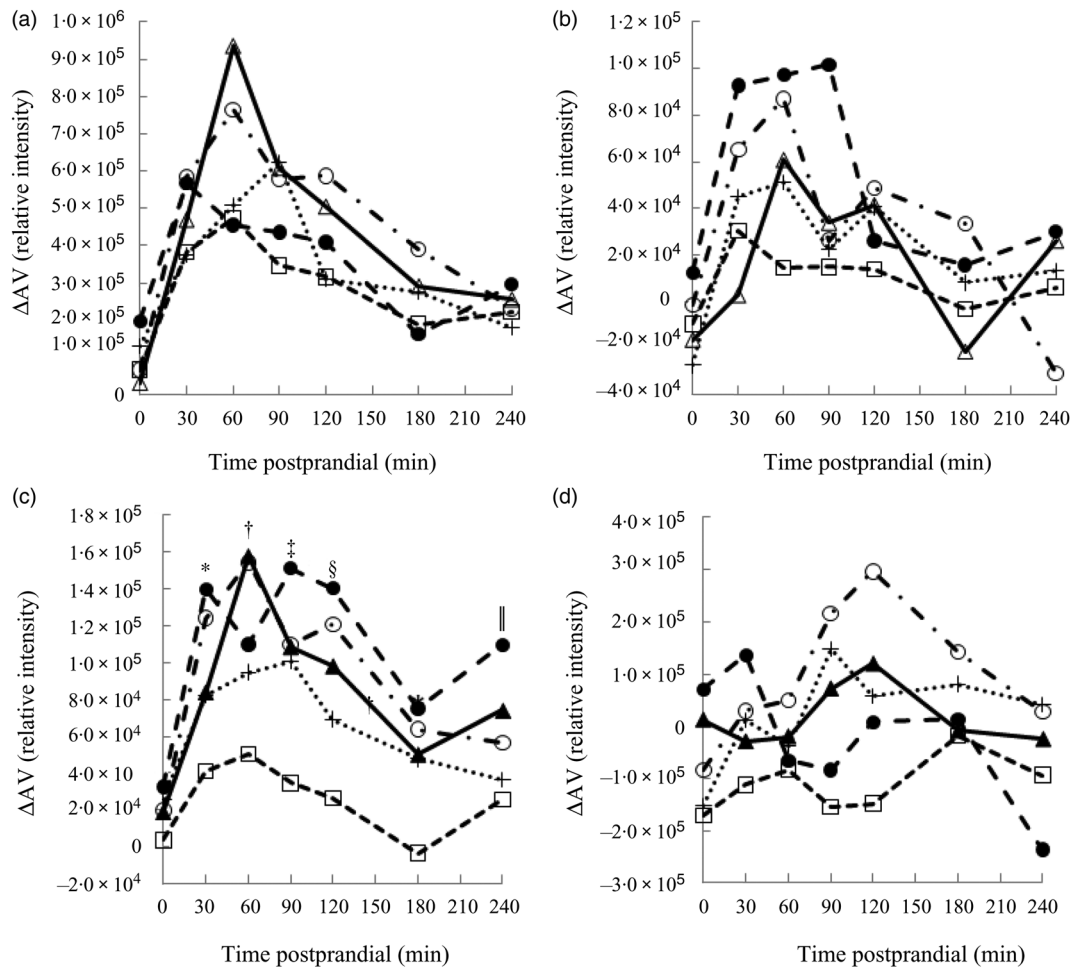 (a)
1·0 × 10⁶
9·0 × 10⁵
8·0 × 10⁵
7·0 × 10⁵
6·0 × 10⁵
5·0 × 10⁵
4·0 × 10⁵
3·0 × 10⁵
2·0 × 10⁵
1·0 × 10⁵
0
ΔAV (relative intensity)
0 30 60 90 120 150 180 210 240
Time postprandial (min)
(b)
1·2 × 10⁵
1·0 × 10⁵
8·0 × 10⁴
6·0 × 10⁴
4·0 × 10⁴
2·0 × 10⁴
0
–2·0 × 10⁴
–4·0 × 10⁴
ΔAV (relative intensity)
0 30 60 90 120 150 180 210 240
Time postprandial (min)
(c)
1·8 × 10⁵
1·6 × 10⁵
1·4 × 10⁵
1·2 × 10⁵
1·0 × 10⁵
8·0 × 10⁴
6·0 × 10⁴
4·0 × 10
2·0 × 10⁴
0
–2·0 × 10⁴
ΔAV (relative intensity)
* † ‡ § ‖
0 30 60 90 120 150 180 210 240
Time postprandial (min)
(d)
4·0 × 10⁵
3·0 × 10⁵
2·0 × 10⁵
1·0 × 10⁵
0
–1·0 × 10⁵
–2·0 × 10⁵
–3·0 × 10⁵
ΔAV (relative intensity)
0 30 60 90 120 150 180 210 240
Time postprandial (min)